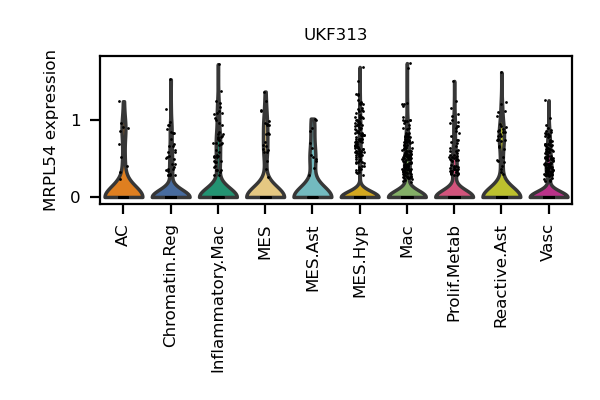 UKF313
MRPL54 expression
1
0
AC
Chromatin.Reg
Inflammatory.Mac
MES
MES.Ast
MES.Hyp
Mac
Prolif.Metab
Reactive.Ast
Vasc